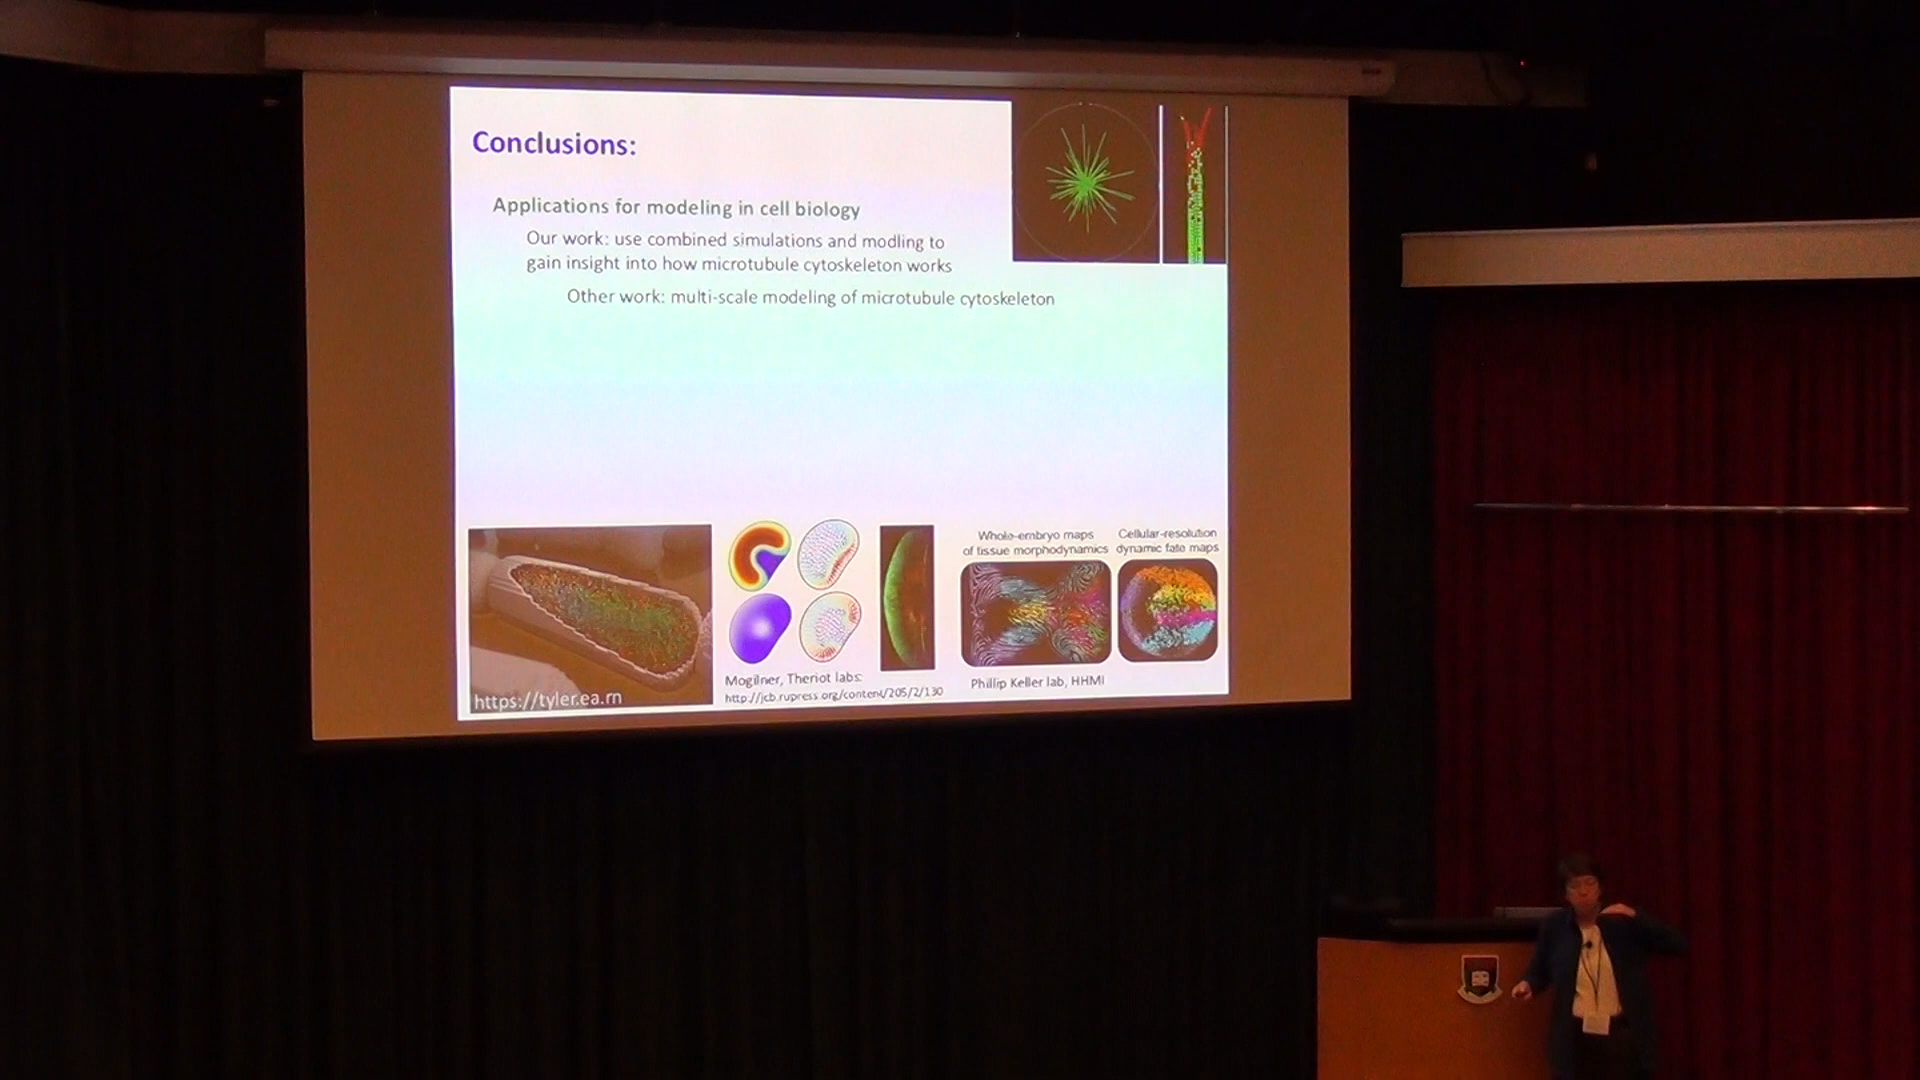 Conclusions:
Applications for modeling in cell biology
Our work: use combined simulations and modling to
gain insight into how microtubule cytoskeleton works
Other work: multi-scale modeling of microtubule cytoskeleton
Whole-embryo maps
of tissue morphodynamics
Cellular-resolution
dynamic fate maps
https://tyler.ea.rn
Mogilner, Theriot labs:
http://jcb.rupress.org/content/205/2/130
Phillip Keller lab, HHMI